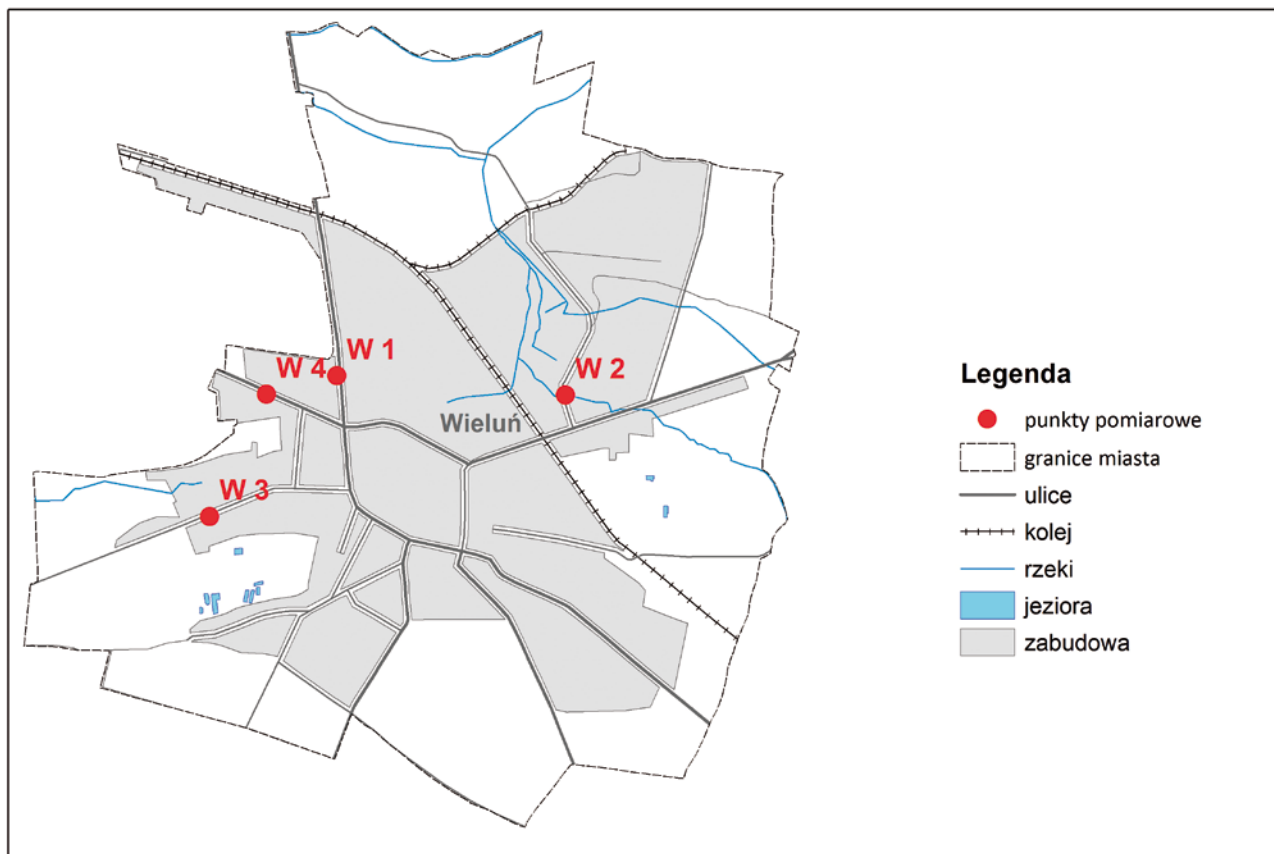 W 1
W 4
W 2
Wieluń
W 3
Legenda
punkty pomiarowe
granice miasta
ulice
kolej
rzeki
jeziora
zabudowa